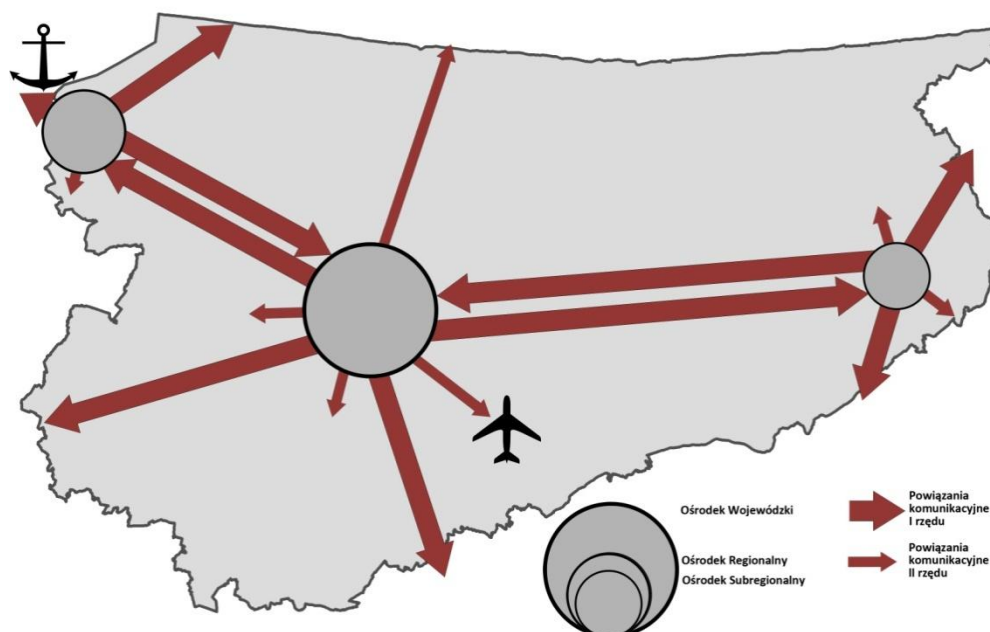 Ośrodek Wojewódzki
Ośrodek Regionalny
Ośrodek Subregionalny
Powiązania
komunikacyjne
I rzędu
Powiązania
komunikacyjne
II rzędu